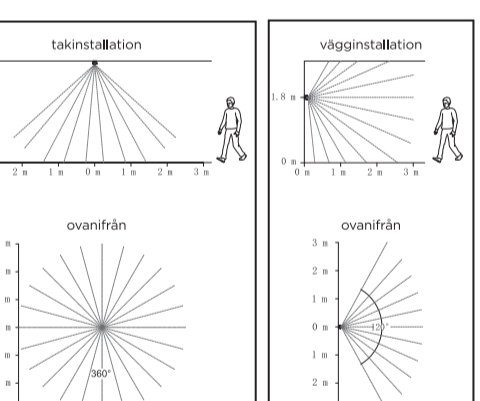 takinstallation
2 m 1 m 0 m 1 m 2 m 3 m
ovanifrån
m
m
m
m
m
m
360°
vägginstallation
1.8 m
0 m
0 m 1 m 2 m 3 m
ovanifrån
3 m
2 m
1 m
0 m
120°
1 m
2 m